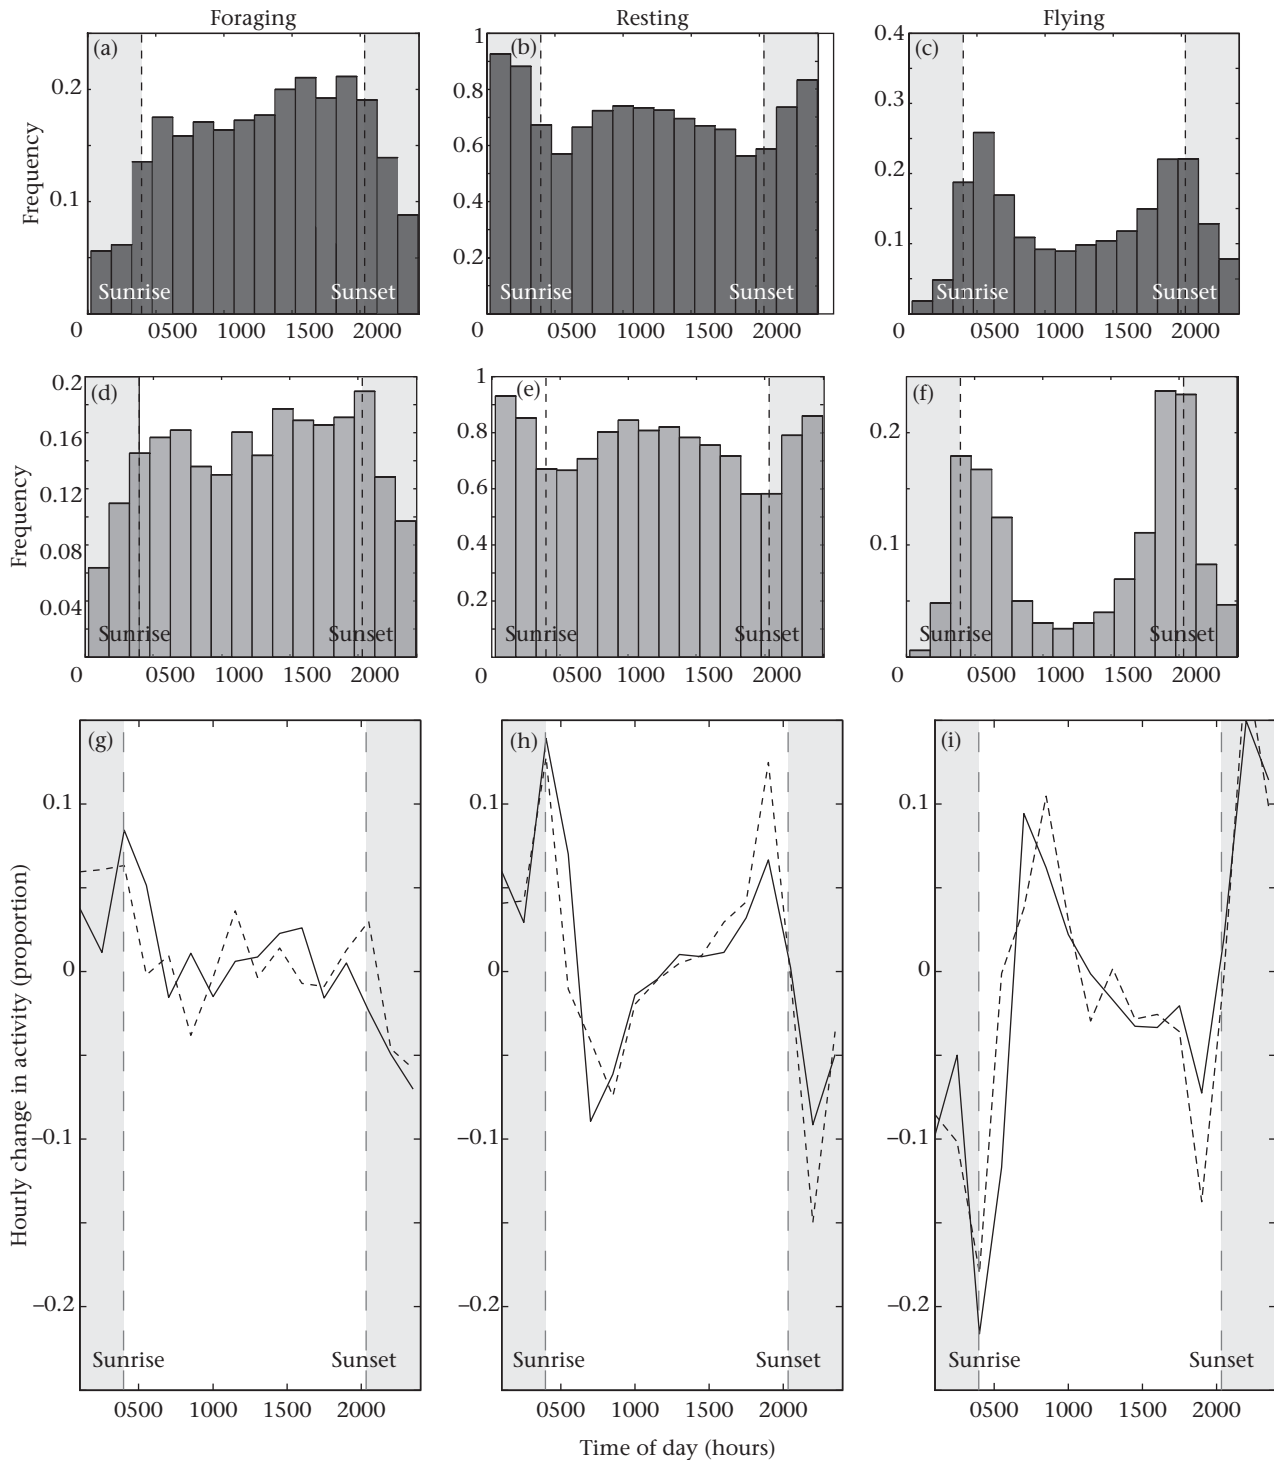 Foraging Resting Flying
(a) (b) (c)
Frequency
0.2
0.1
Sunrise Sunset
0 0500 1000 1500 2000
1
0.8
0.6
0.4
0.2
Sunrise Sunset
0 0500 1000 1500 2000
0.4
0.3
0.2
0.1
Sunrise Sunset
0 0500 1000 1500 2000
(d) (e) (f)
Frequency
0.2
0.16
0.12
0.08
0.04
Sunrise Sunset
0 0500 1000 1500 2000
1
0.8
0.6
0.4
0.2
Sunrise Sunset
0 0500 1000 1500 2000
0.2
0.1
Sunrise Sunset
0 0500 1000 1500 2000
(g) (h) (i)
Hourly change in activity (proportion)
0.1
0
–0.1
–0.2
Sunrise Sunset
0500 1000 1500 2000
0.1
0
–0.1
–0.2
Sunrise Sunset
0500 1000 1500 2000
0.1
0
–0.1
–0.2
Sunrise Sunset
0500 1000 1500 2000
Time of day (hours)